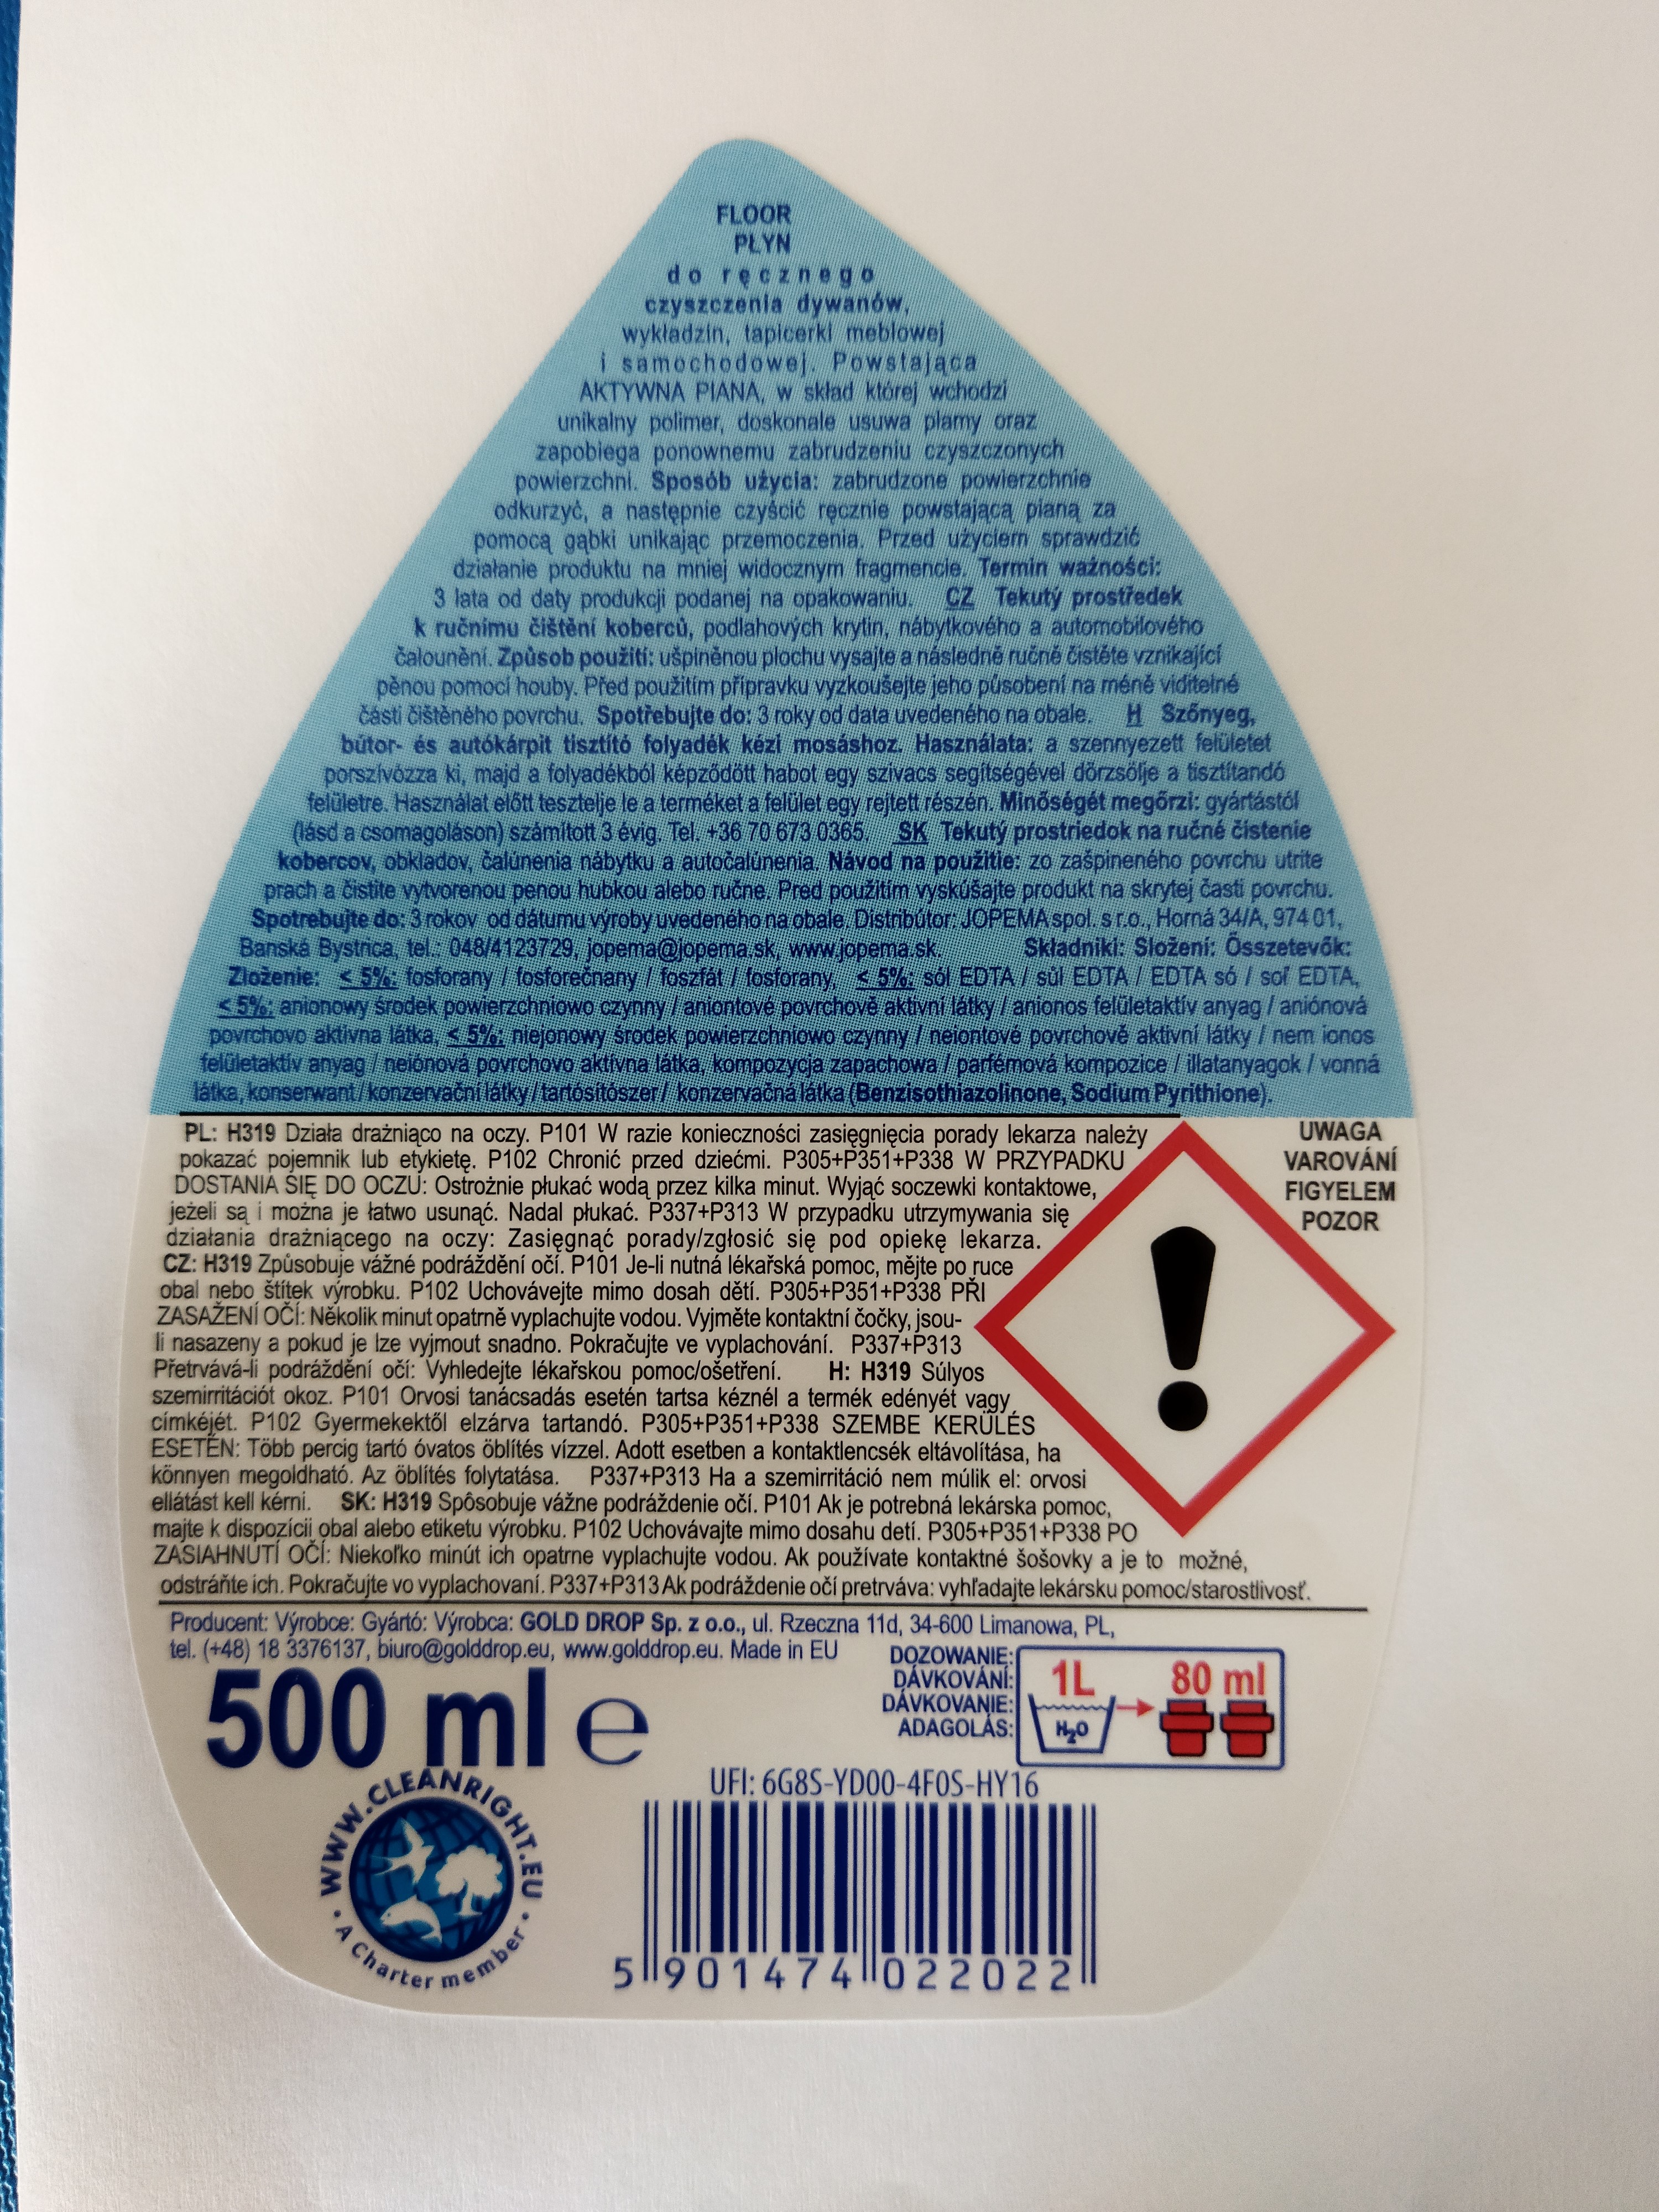 FLOOR
PŁYN
do ręcznego
czyszczenia dywanów,
wykładzin, tapicerki meblowej
i samochodowej. Powstająca
AKTYWNA PIANA, w skład której wchodzi
unikalny polimer, doskonale usuwa plamy oraz
zapobiega ponownemu zabrudzeniu czyszczonych
powierzchni. Sposób użycia: zabrudzone powierzchnie
odkurzyć, a następnie czyścić ręcznie powstającą pianą za
pomocą gąbki unikając przemoczenia. Przed użyciem sprawdzić
działanie produktu na mniej widocznym fragmencie. Termin ważności:
3 lata od daty produkcji podanej na opakowaniu. CZ Tekutý prostředek
k ručnímu čištění koberců, podlahových krytin, nábytkového a automobilového
čalounění. Způsob použití: ušpiněnou plochu vysajte a následně ručně čistěte vznikající
pěnou pomocí houby. Před použitím přípravku vyzkoušejte jeho působení na méně viditelné
části čištěného povrchu. Spotřebujte do: 3 roky od data uvedeného na obale. H Szőnyeg,
bútor- és autókárpit tisztító folyadék kézi mosáshoz. Használata: a szennyezett felületet
porszívózza ki, majd a folyadékból képződött habot egy szivacs segítségével dörzsölje a tisztítandó
felületre. Használat előtt tesztelje le a terméket a felület egy rejtett részén. Minőségét megőrzi: gyártástól
(lásd a csomagoláson) számított 3 évig. Tel. +36 70 673 0365. SK Tekutý prostriedok na ručné čistenie
kobercov, obkladov, čalúnenia nábytku a autočalúnenia. Návod na použitie: zo zašpineného povrchu utrite
prach a čistite vytvorenou penou hubkou alebo ručne. Pred použitím vyskúšajte produkt na skrytej časti povrchu.
Spotrebujte do: 3 rokov od dátumu výroby uvedeného na obale. Distribútor: JOPEMA spol. s r.o., Horná 34/A, 974 01,
Banská Bystrica, tel.: 048/4123729, jopema@jopema.sk, www.jopema.sk. Składniki: Složení: Összetevők:
Zloženie: < 5%: fosforany / fosforečnany / foszfát / fosforany, < 5%: sól EDTA / sůl EDTA / EDTA só / soľ EDTA,
< 5%: anionowy środek powierzchniowo czynny / aniontové povrchově aktivní látky / anionos felületaktív anyag / aniónová
povrchovo aktívna látka, < 5%: niejonowy środek powierzchniowo czynny / neiontové povrchově aktivní látky / nem ionos
felületaktív anyag / neiónová povrchovo aktívna látka, kompozycja zapachowa / parfémová kompozice / illatanyagok / vonná
látka, konserwant / konzervační látky / tartósítószer / konzervačná látka (Benzisothiazolinone, Sodium Pyrithione).
PL: H319 Działa drażniąco na oczy. P101 W razie konieczności zasięgnięcia porady lekarza należy
pokazać pojemnik lub etykietę. P102 Chronić przed dziećmi. P305+P351+P338 W PRZYPADKU
DOSTANIA SIĘ DO OCZU: Ostrożnie płukać wodą przez kilka minut. Wyjąć soczewki kontaktowe,
jeżeli są i można je łatwo usunąć. Nadal płukać. P337+P313 W przypadku utrzymywania się
działania drażniącego na oczy: Zasięgnąć porady/zgłosić się pod opiekę lekarza.
CZ: H319 Způsobuje vážné podráždění očí. P101 Je-li nutná lékařská pomoc, mějte po ruce
obal nebo štítek výrobku. P102 Uchovávejte mimo dosah dětí. P305+P351+P338 PŘI
ZASAŽENÍ OČÍ: Několik minut opatrně vyplachujte vodou. Vyjměte kontaktní čočky, jsou-
li nasazeny a pokud je lze vyjmout snadno. Pokračujte ve vyplachování. P337+P313
Přetrvává-li podráždění očí: Vyhledejte lékařskou pomoc/ošetření. H: H319 Súlyos
szemirritációt okoz. P101 Orvosi tanácsadás esetén tartsa kéznél a termék edényét vagy
címkéjét. P102 Gyermekektől elzárva tartandó. P305+P351+P338 SZEMBE KERÜLÉS
ESETÉN: Több percig tartó óvatos öblítés vízzel. Adott esetben a kontaktlencsék eltávolítása, ha
könnyen megoldható. Az öblítés folytatása. P337+P313 Ha a szemirritáció nem múlik el: orvosi
ellátást kell kérni. SK: H319 Spôsobuje vážne podráždenie očí. P101 Ak je potrebná lekárska pomoc,
majte k dispozícii obal alebo etiketu výrobku. P102 Uchovávajte mimo dosahu detí. P305+P351+P338 PO
ZASIAHNUTÍ OČÍ: Niekoľko minút ich opatrne vyplachujte vodou. Ak používate kontaktné šošovky a je to možné,
odstráňte ich. Pokračujte vo vyplachovaní. P337+P313 Ak podráždenie očí pretrváva: vyhľadajte lekársku pomoc/starostlivosť.
UWAGA
VAROVÁNÍ
FIGYELEM
POZOR
Producent: Výrobce: Gyártó: Výrobca: GOLD DROP Sp. z o.o., ul. Rzeczna 11d, 34-600 Limanowa, PL,
tel. (+48) 18 3376137, biuro@golddrop.eu, www.golddrop.eu. Made in EU
500 ml e
DOZOWANIE:
DÁVKOVÁNÍ:
DÁVKOVANIE:
ADAGOLÁS:
1L
H2O
80 ml
UFI: 6G8S-YD00-4F0S-HY16
WWW.CLEANRIGHT.EU
• A Charter member •
5 901474 022022